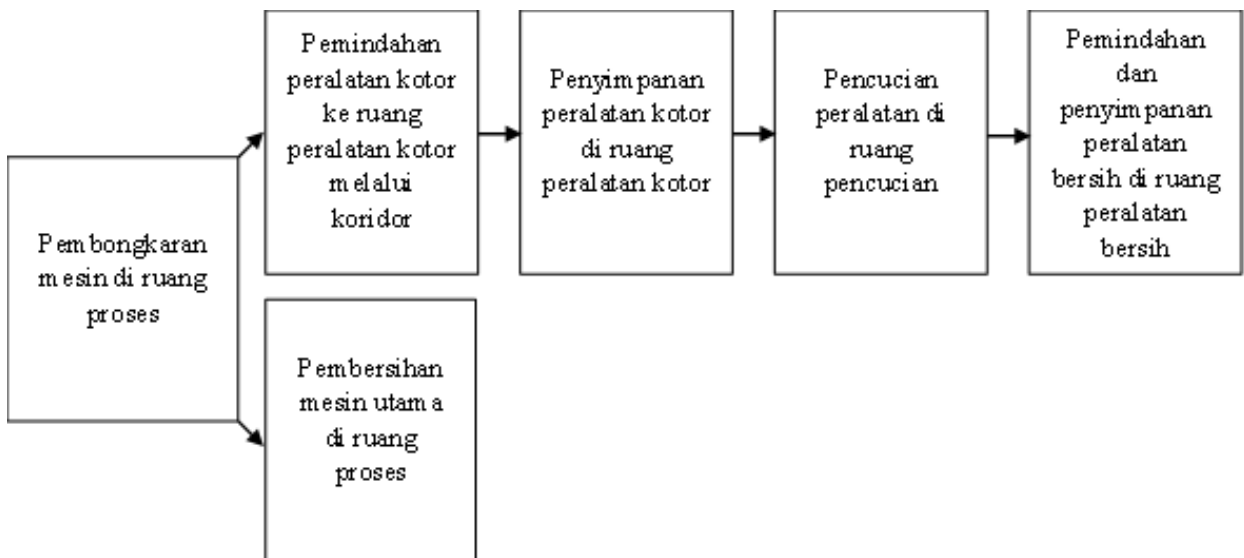 Pembongkaran
mesin di ruang
proses
Pemindahan
peralatan kotor
ke ruang
peralatan kotor
melalui
koridor
Penyimpanan
peralatan kotor
di ruang
peralatan kotor
Pencucian
peralatan di
ruang
pencucian
Pemindahan
dan
penyimpanan
peralatan
bersih di ruang
peralatan
bersih
Pembersihan
mesin utama
di ruang
proses